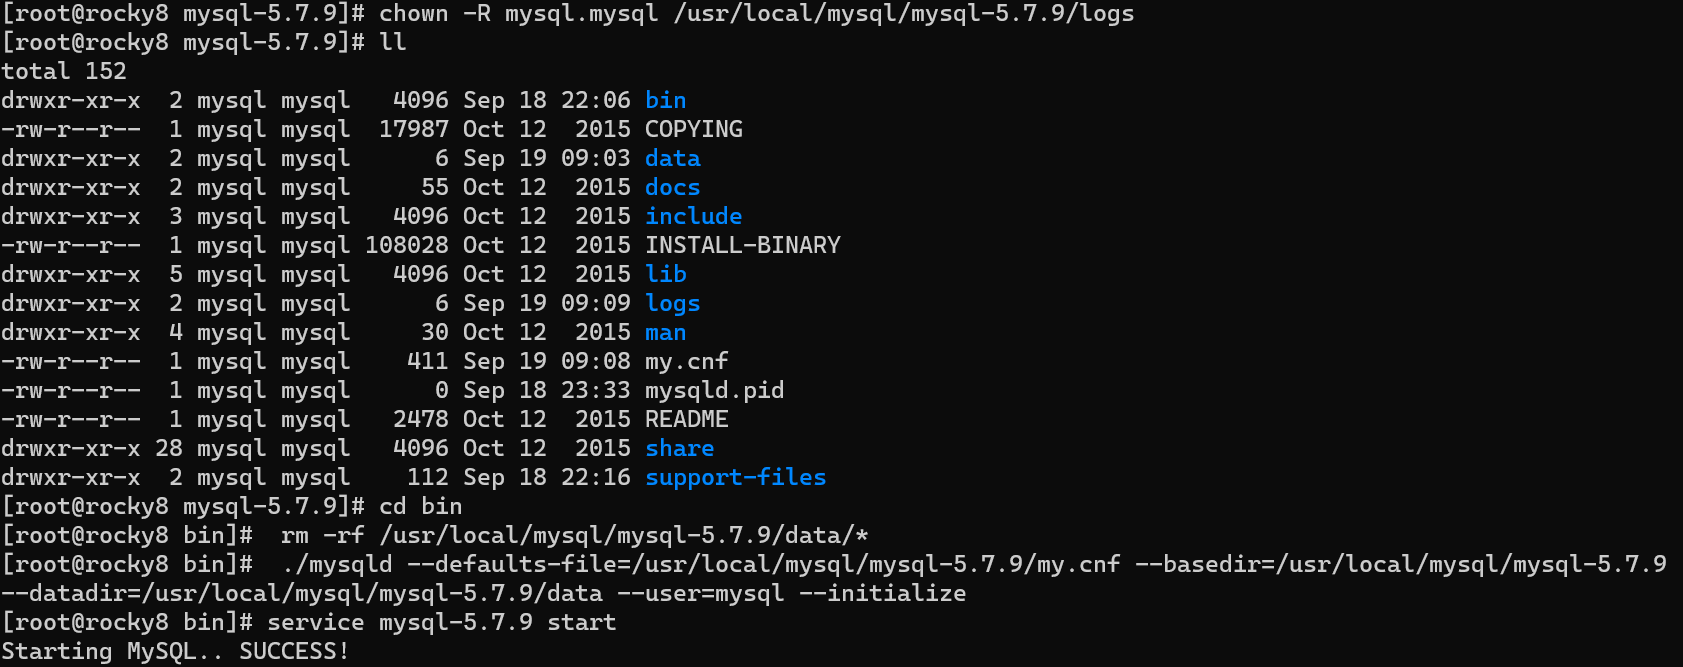 [root@rocky8 mysql-5.7.9]# chown -R mysql.mysql /usr/local/mysql/mysql-5.7.9/logs
[root@rocky8 mysql-5.7.9]# ll
total 152
drwxr-xr-x  2 mysql mysql   4096 Sep 18 22:06 bin
-rw-r--r--  1 mysql mysql  17987 Oct 12  2015 COPYING
drwxr-xr-x  2 mysql mysql      6 Sep 19 09:03 data
drwxr-xr-x  2 mysql mysql     55 Oct 12  2015 docs
drwxr-xr-x  3 mysql mysql   4096 Oct 12  2015 include
-rw-r--r--  1 mysql mysql 108028 Oct 12  2015 INSTALL-BINARY
drwxr-xr-x  5 mysql mysql   4096 Oct 12  2015 lib
drwxr-xr-x  2 mysql mysql      6 Sep 19 09:09 logs
drwxr-xr-x  4 mysql mysql     30 Oct 12  2015 man
-rw-r--r--  1 mysql mysql    411 Sep 19 09:08 my.cnf
-rw-r--r--  1 mysql mysql      0 Sep 18 23:33 mysqld.pid
-rw-r--r--  1 mysql mysql   2478 Oct 12  2015 README
drwxr-xr-x 28 mysql mysql   4096 Oct 12  2015 share
drwxr-xr-x  2 mysql mysql    112 Sep 18 22:16 support-files
[root@rocky8 mysql-5.7.9]# cd bin
[root@rocky8 bin]#  rm -rf /usr/local/mysql/mysql-5.7.9/data/*
[root@rocky8 bin]#  ./mysqld --defaults-file=/usr/local/mysql/mysql-5.7.9/my.cnf --basedir=/usr/local/mysql/mysql-5.7.9
--datadir=/usr/local/mysql/mysql-5.7.9/data --user=mysql --initialize
[root@rocky8 bin]# service mysql-5.7.9 start
Starting MySQL.. SUCCESS!